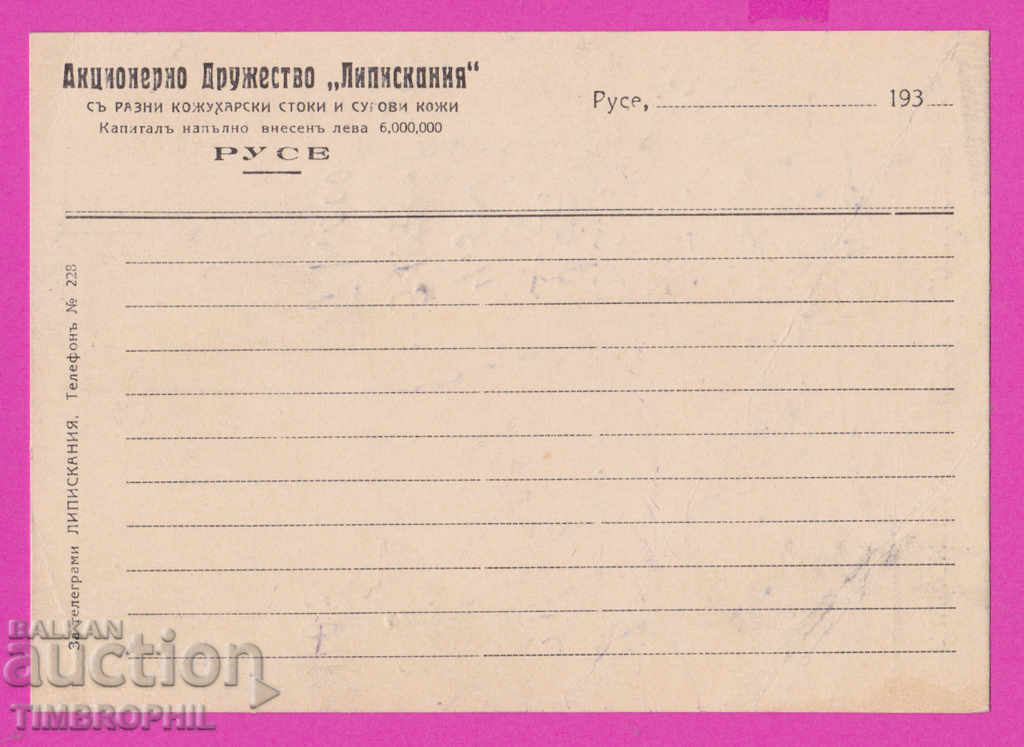 Акционерно Дружество „Липискания“
СЪ РАЗНИ КОЖУХАРСКИ СТОКИ И СУРОВИ КОЖИ
Капиталъ напълно внесенъ лева 6,000,000
РУСЕ
Русе, 193
За телеграми ЛИПИСКАНИЯ. Телефонъ № 228
BALKAN
auction
TIMBROPHIL